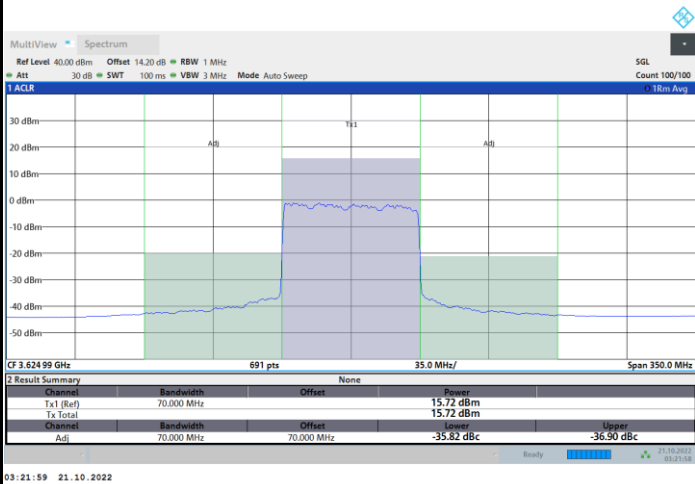 MultiView Spectrum
Ref Level 40.00 dBm Offset 14.20 dB RBW 1 MHz SGL
Att 30 dB SWT 100 ms VBW 3 MHz Mode Auto Sweep Count 100/100
1 ACLR 1Rm Avg
30 dBm
Tx1
20 dBm
Adj Adj
10 dBm
0 dBm
-10 dBm
-20 dBm
-30 dBm
-40 dBm
-50 dBm
CF 3.624 99 GHz 691 pts 35.0 MHz/ Span 350.0 MHz
2 Result Summary None
Channel Bandwidth Offset Power
Tx1 (Ref) 70.000 MHz 15.72 dBm
Tx Total 15.72 dBm
Channel Bandwidth Offset Lower Upper
Adj 70.000 MHz 70.000 MHz -35.82 dBc -36.90 dBc
Ready 21.10.2022
03:21:58
03:21:59 21.10.2022